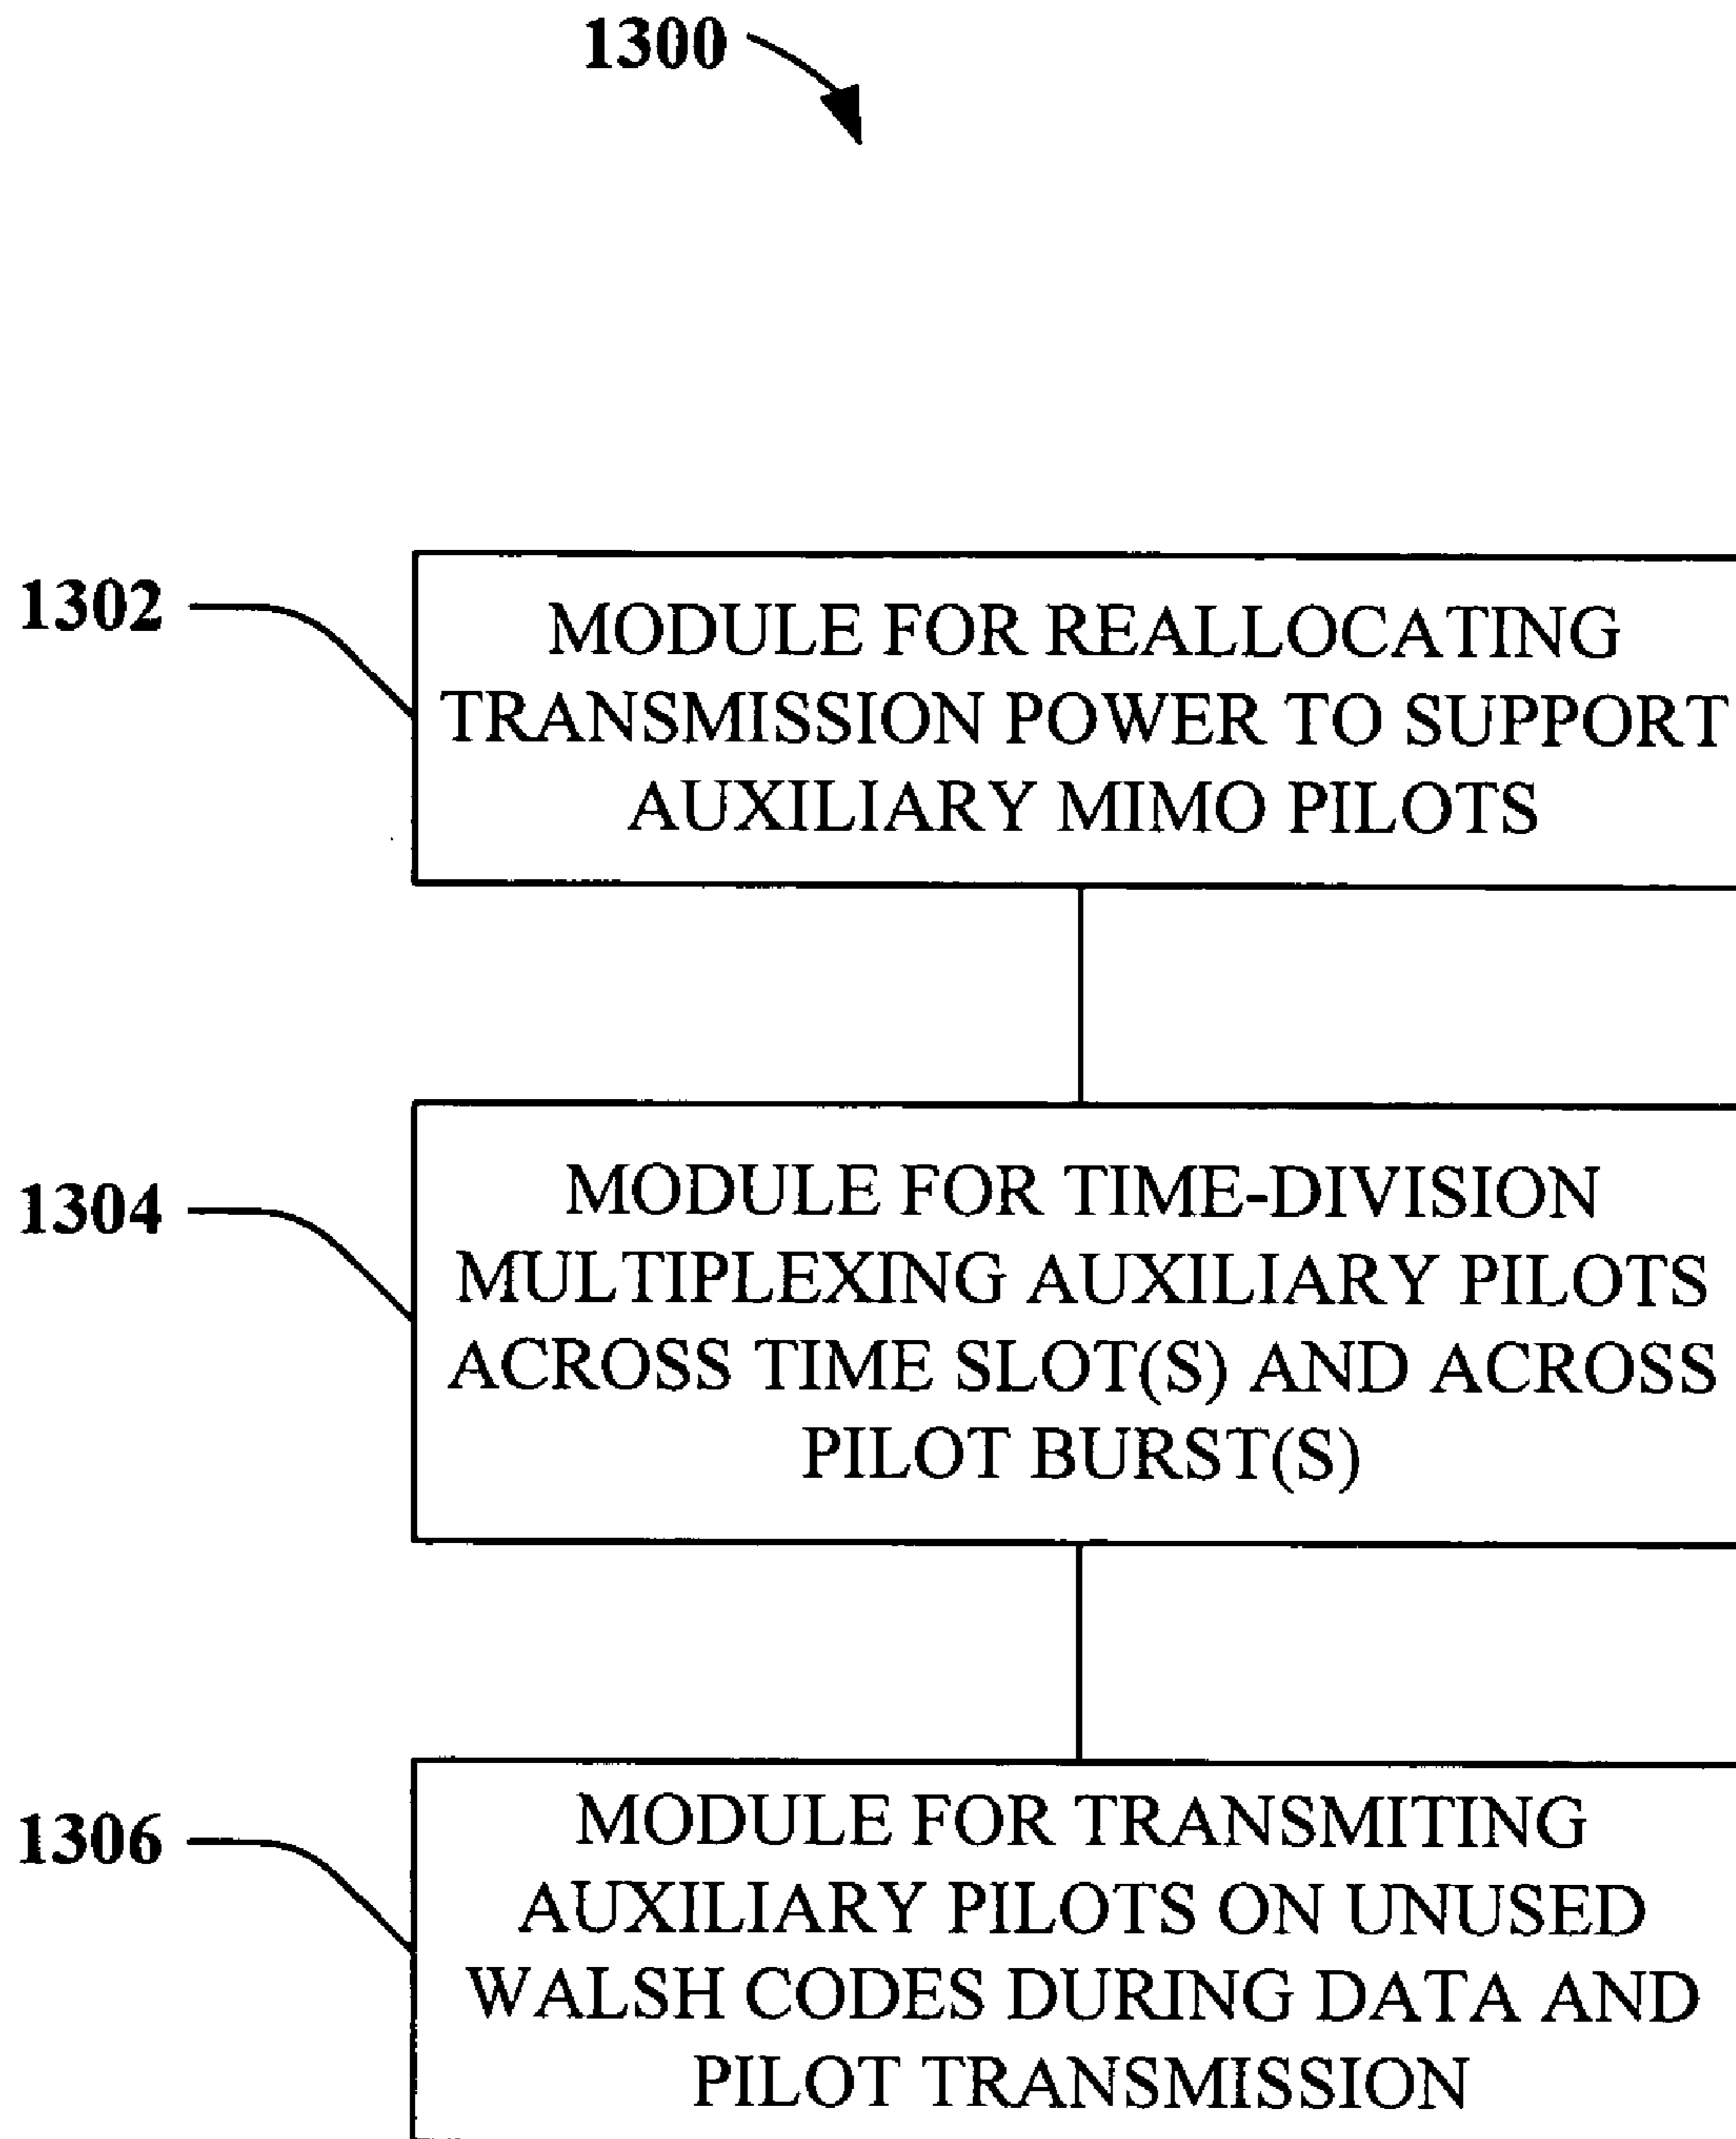 1300
1302
MODULE FOR REALLOCATING
TRANSMISSION POWER TO SUPPORT
AUXILIARY MIMO PILOTS
1304
MODULE FOR TIME-DIVISION
MULTIPLEXING AUXILIARY PILOTS
ACROSS TIME SLOT(S) AND ACROSS
PILOT BURST(S)
1306
MODULE FOR TRANSMITING
AUXILIARY PILOTS ON UNUSED
WALSH CODES DURING DATA AND
PILOT TRANSMISSION